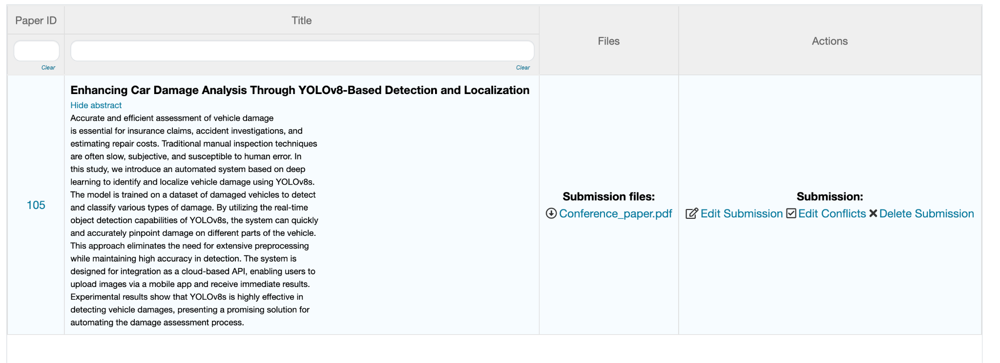 Paper ID
Title
Files
Actions
Clear
Clear
105
Enhancing Car Damage Analysis Through YOLOv8-Based Detection and Localization
Hide abstract
Accurate and efficient assessment of vehicle damage
is essential for insurance claims, accident investigations, and
estimating repair costs. Traditional manual inspection techniques
are often slow, subjective, and susceptible to human error. In
this study, we introduce an automated system based on deep
learning to identify and localize vehicle damage using YOLOv8s.
The model is trained on a dataset of damaged vehicles to detect
and classify various types of damage. By utilizing the real-time
object detection capabilities of YOLOv8s, the system can quickly
and accurately pinpoint damage on different parts of the vehicle.
This approach eliminates the need for extensive preprocessing
while maintaining high accuracy in detection. The system is
designed for integration as a cloud-based API, enabling users to
upload images via a mobile app and receive immediate results.
Experimental results show that YOLOv8s is highly effective in
detecting vehicle damages, presenting a promising solution for
automating the damage assessment process.
Submission files:
Conference_paper.pdf
Submission:
Edit Submission Edit Conflicts Delete Submission